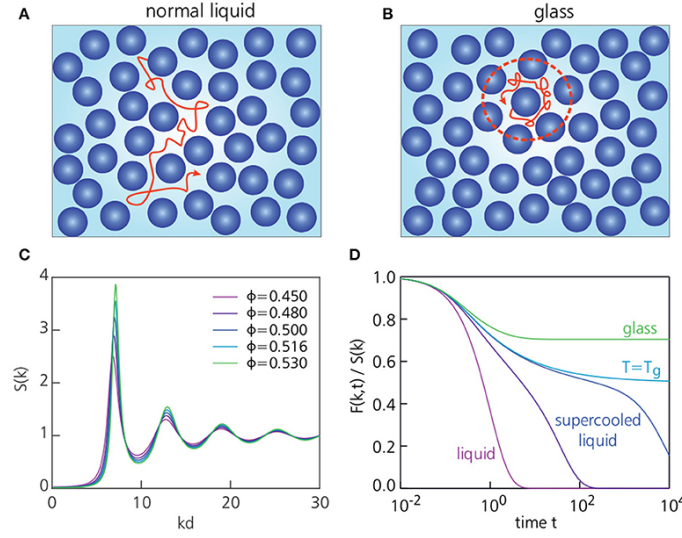 A
normal liquid
B
glass
C
4
3
2
1
0
0
10
20
30
S(k)
kd
ϕ=0.450
ϕ=0.480
ϕ=0.500
ϕ=0.516
ϕ=0.530
D
1.0
0.8
0.6
0.4
0.2
0.0
10⁻²
10⁰
10²
10⁴
F(k,t) / S(k)
time t
glass
T=Tg
supercooled
liquid
liquid